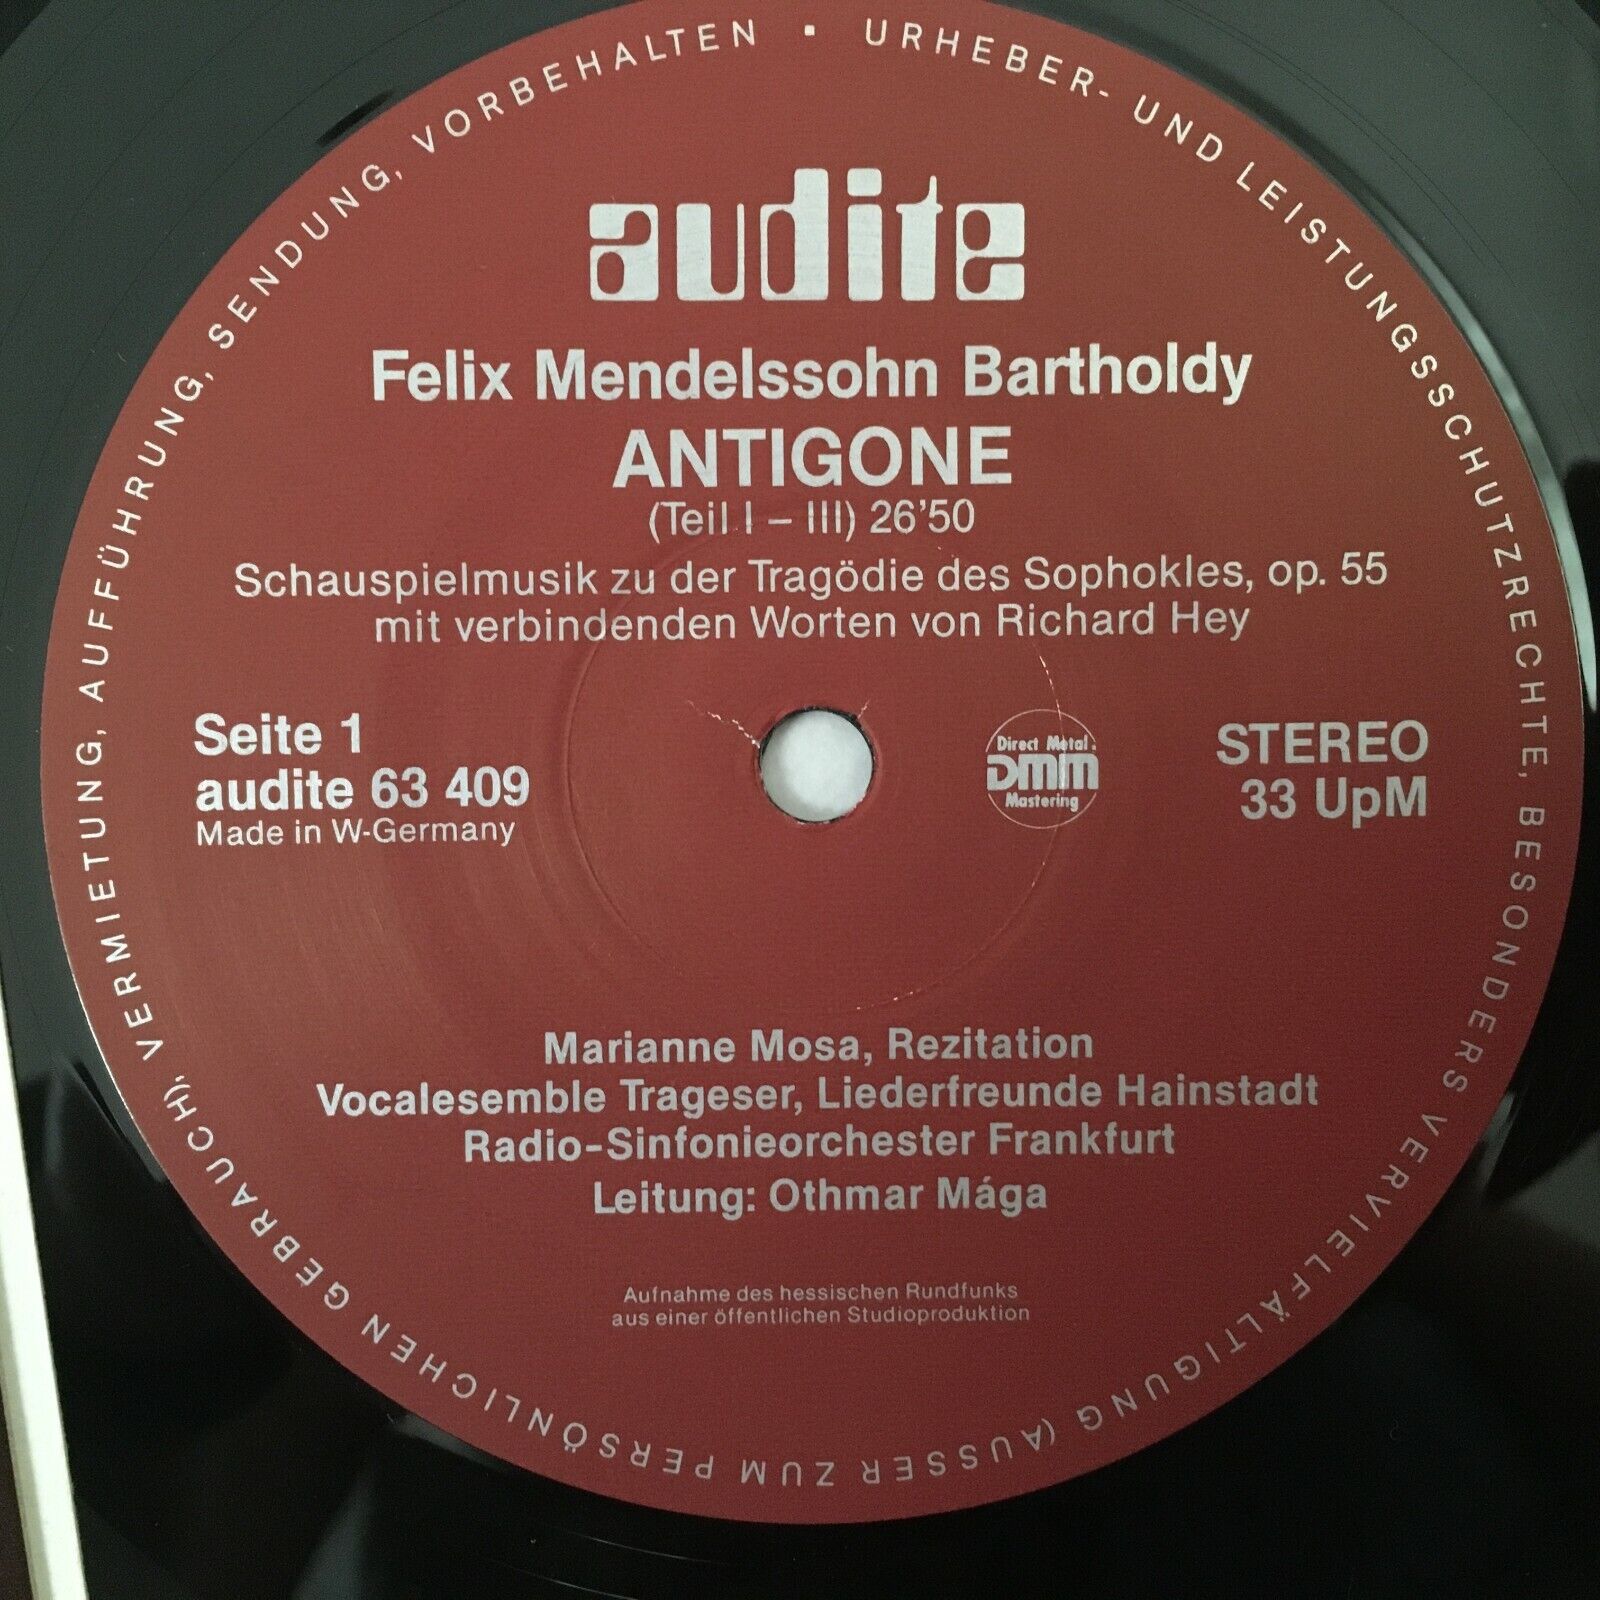 audite
Felix Mendelssohn Bartholdy
ANTIGONE
(Teil I – III) 26'50
Schauspielmusik zu der Tragödie des Sophokles, op. 55
mit verbindenden Worten von Richard Hey
Seite 1
audite 63 409
Made in W-Germany
Direct Metal
DMM
Mastering
STEREO
33 UpM
Marianne Mosa, Rezitation
Vocalesemble Trageser, Liederfreunde Hainstadt
Radio-Sinfonieorchester Frankfurt
Leitung: Othmar Mága
Aufnahme des hessischen Rundfunks
aus einer öffentlichen Studioproduktion
URHEBER- UND LEISTUNGSSCHUTZRECHTE, BESONDERS VERVIELFÄLTIGUNG (AUSSER ZUM PERSÖNLICHEN GEBRAUCH), VERMIETUNG, AUFFÜHRUNG, SENDUNG, VORBEHALTEN •